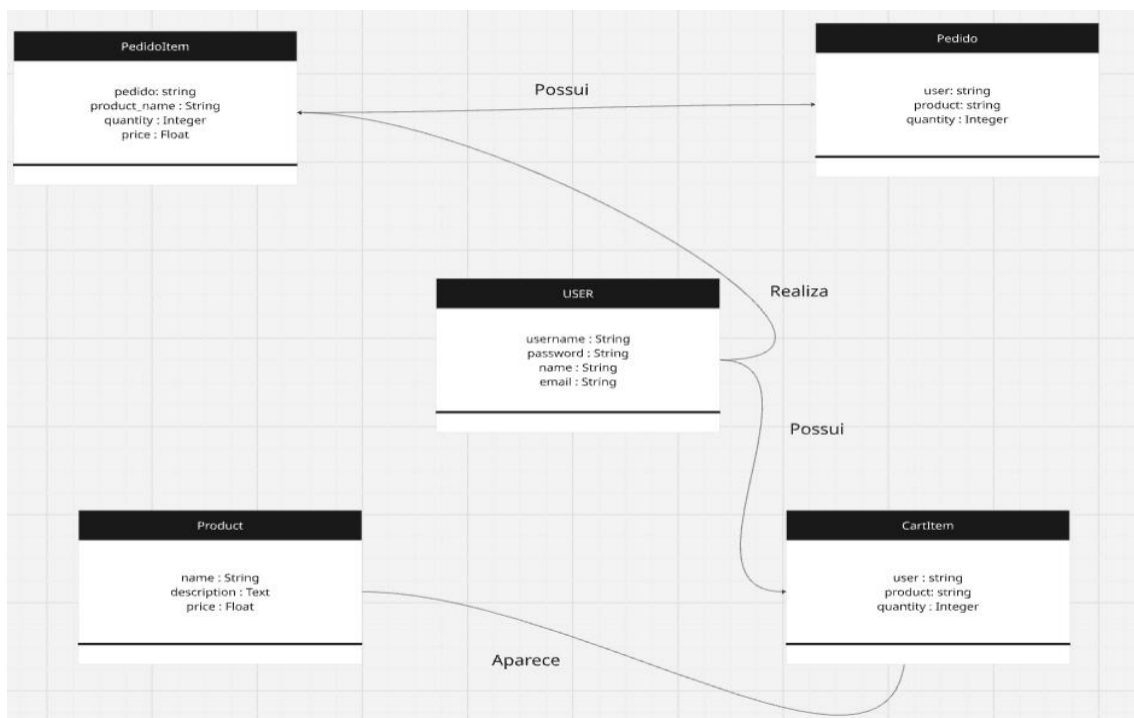 PedidoItem
pedido: string
product_name : String
quantity : Integer
price : Float
Possui
Pedido
user: string
product: string
quantity : Integer
USER
username : String
password : String
name : String
email : String
Realiza
Possui
Product
name : String
description : Text
price : Float
Aparece
CartItem
user : string
product: string
quantity : Integer